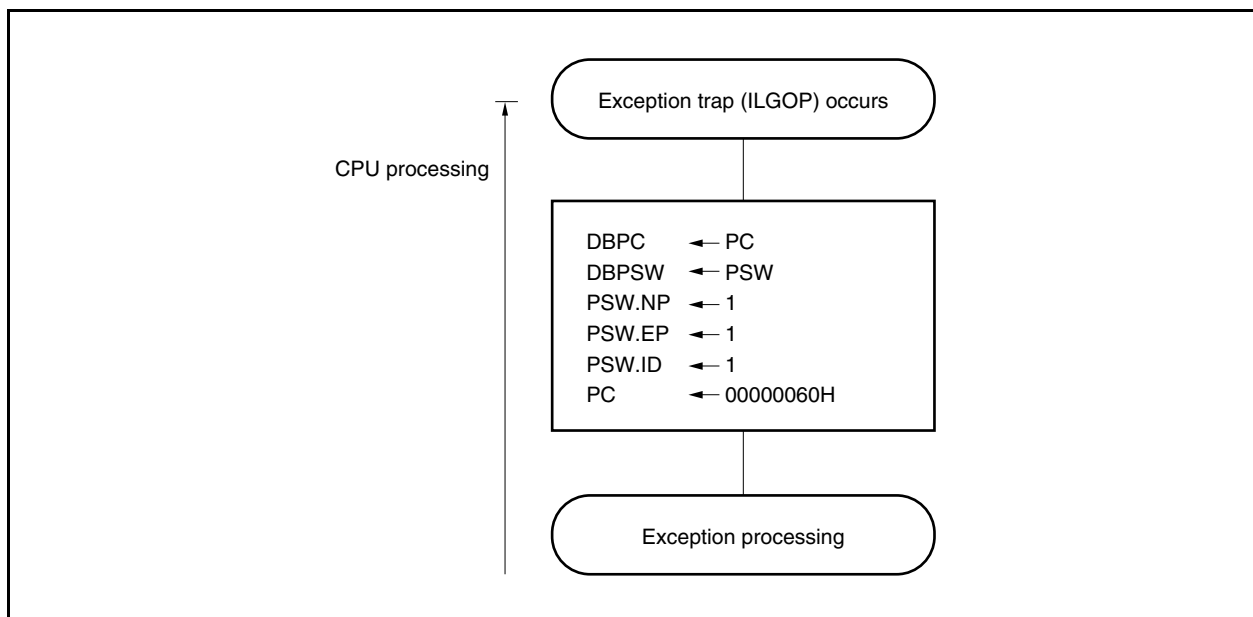 Exception trap (ILGOP) occurs
CPU processing
DBPC ← PC
DBPSW ← PSW
PSW.NP ← 1
PSW.EP ← 1
PSW.ID ← 1
PC ← 00000060H
Exception processing